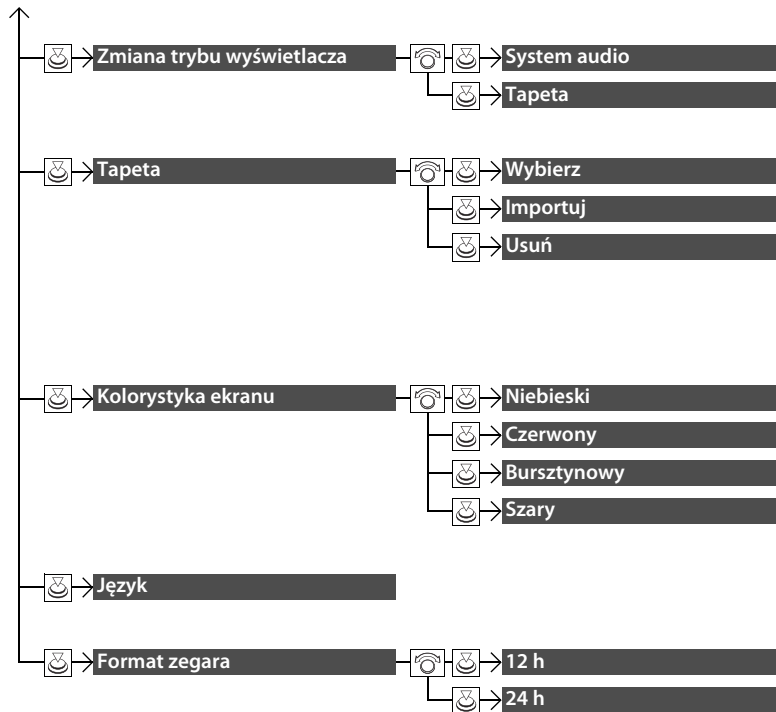 Zmiana trybu wyświetlacza
System audio
Tapeta
Tapeta
Wybierz
Importuj
Usuń
Kolorystyka ekranu
Niebieski
Czerwony
Bursztynowy
Szary
Język
Format zegara
12 h
24 h